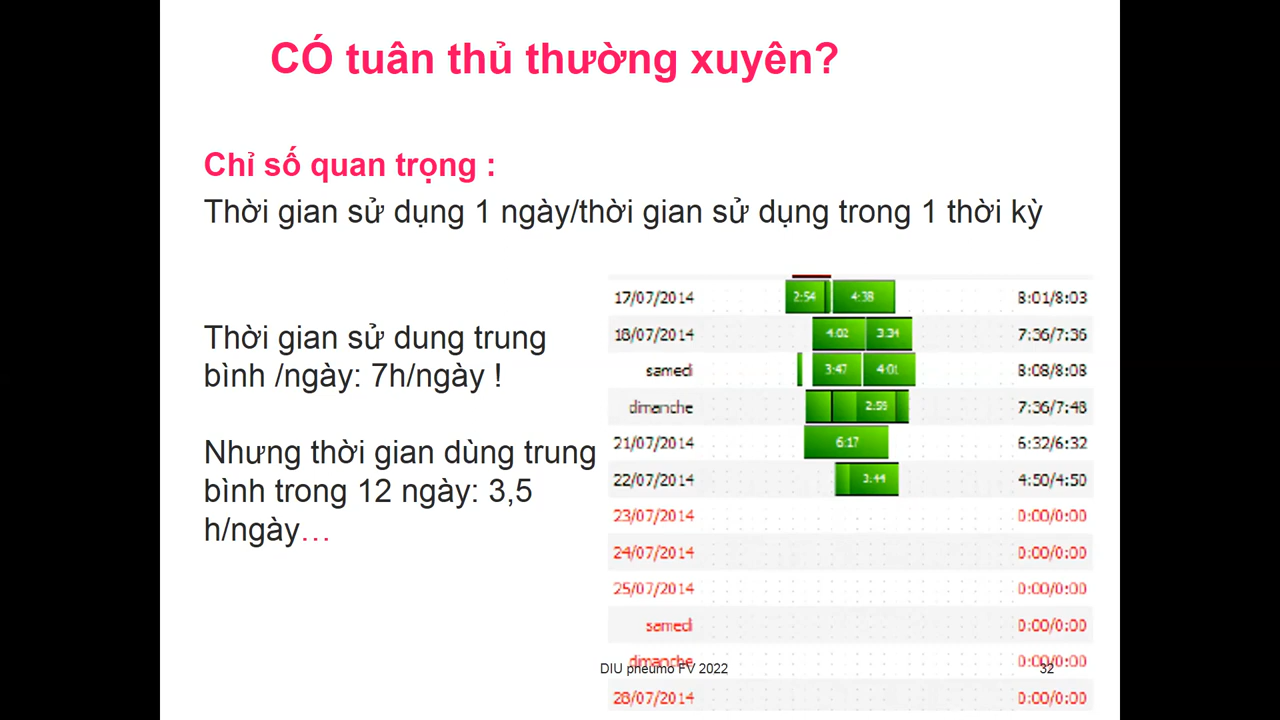 CÓ tuân thủ thường xuyên?
Chỉ số quan trọng :
Thời gian sử dụng 1 ngày/thời gian sử dụng trong 1 thời kỳ
Thời gian sử dung trung
bình /ngày: 7h/ngày !
Nhưng thời gian dùng trung
bình trong 12 ngày: 3,5
h/ngày…
17/07/2014 2:54 4:38 8:01/8:03
18/07/2014 4:02 3:34 7:36/7:36
samedi 3:47 4:01 8:08/8:08
dimanche 2:59 7:36/7:48
21/07/2014 6:17 6:32/6:32
22/07/2014 3:44 4:50/4:50
23/07/2014 0:00/0:00
24/07/2014 0:00/0:00
25/07/2014 0:00/0:00
samedi 0:00/0:00
dimanche 0:00/0:00
DIU pneumo FV 2022 32
28/07/2014 0:00/0:00